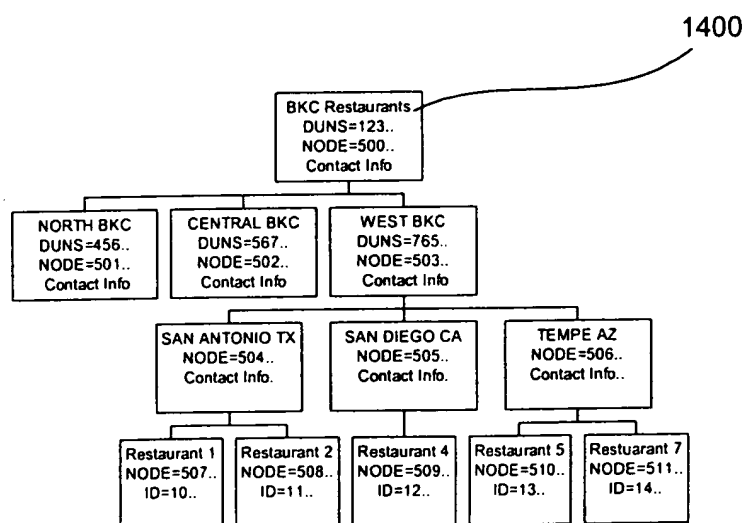 1400
BKC Restaurants
DUNS=123..
NODE=500..
Contact Info
NORTH BKC
DUNS=456..
NODE=501..
Contact Info
CENTRAL BKC
DUNS=567..
NODE=502..
Contact Info
WEST BKC
DUNS=765..
NODE=503..
Contact Info
SAN ANTONIO TX
NODE=504..
Contact Info.
SAN DIEGO CA
NODE=505..
Contact Info.
TEMPE AZ
NODE=506..
Contact Info..
Restaurant 1
NODE=507..
ID=10..
Restaurant 2
NODE=508..
ID=11..
Restaurant 4
NODE=509..
ID=12..
Restaurant 5
NODE=510..
ID=13..
Restuarant 7
NODE=511..
ID=14..